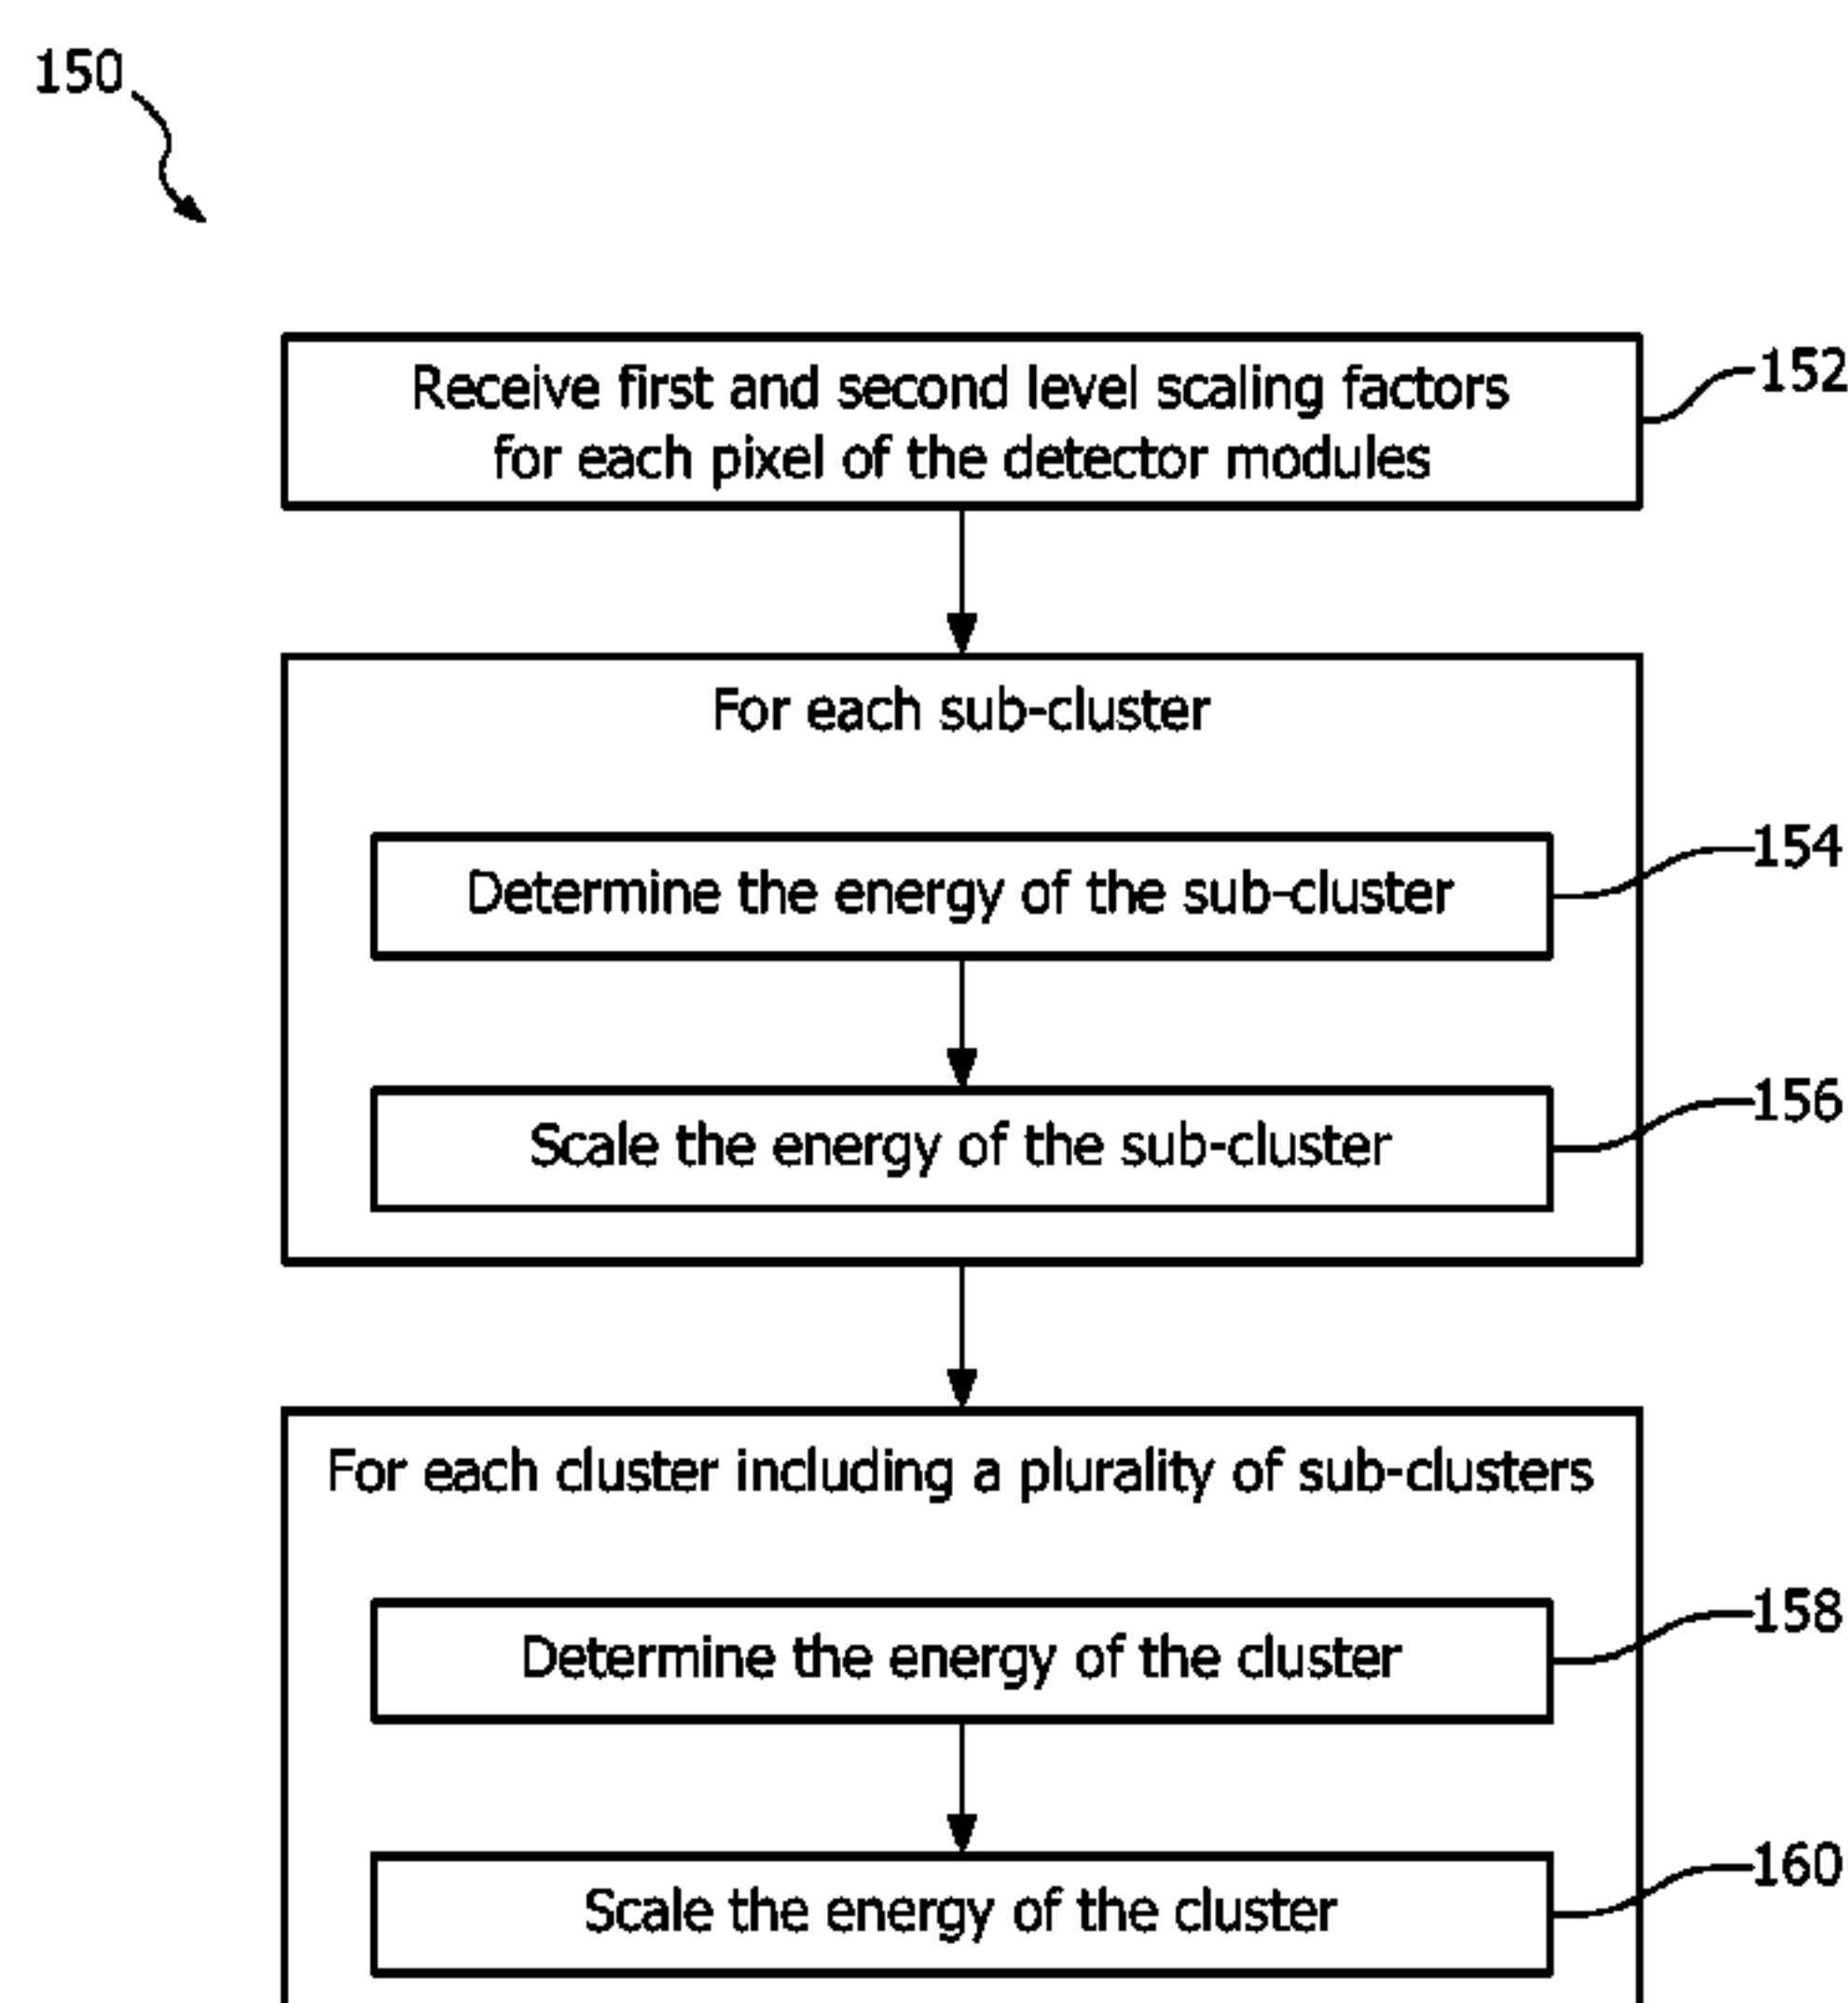 150
Receive first and second level scaling factors
for each pixel of the detector modules
152
For each sub-cluster
Determine the energy of the sub-cluster
154
Scale the energy of the sub-cluster
156
For each cluster including a plurality of sub-clusters
Determine the energy of the cluster
158
Scale the energy of the cluster
160